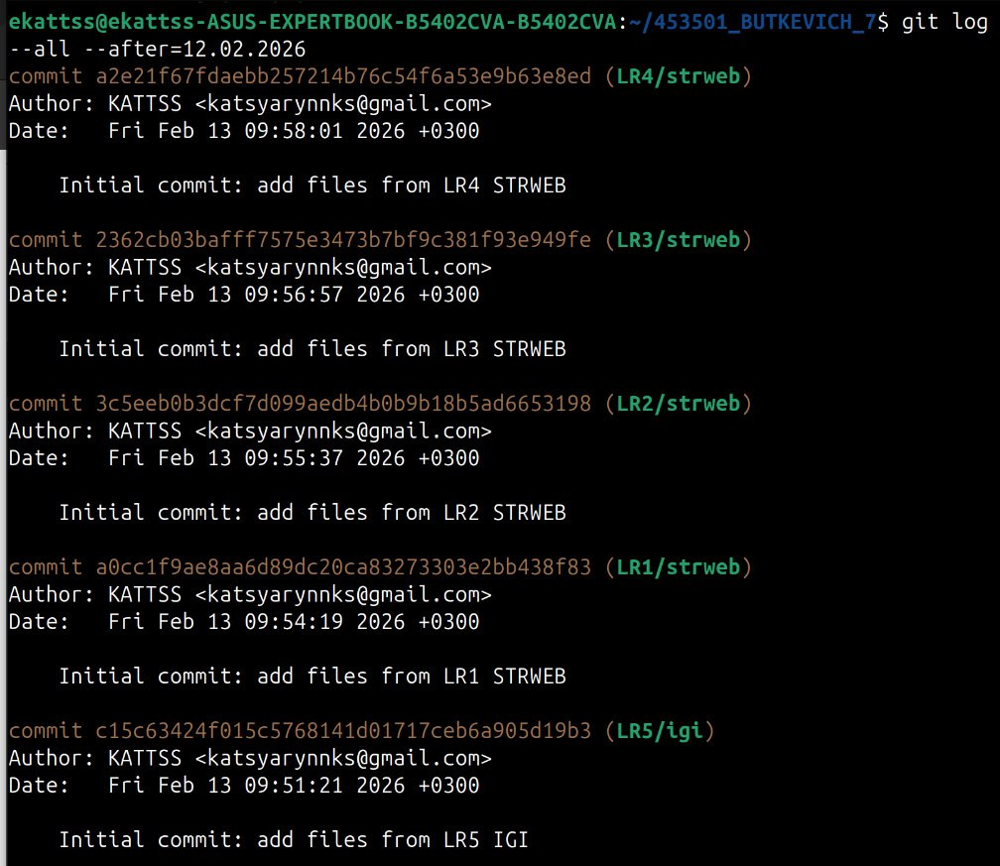 ekattss@ekattss-ASUS-EXPERTBOOK-B5402CVA-B5402CVA:~/453501_BUTKEVICH_7$ git log
--all --after=12.02.2026
commit a2e21f67fdaebb257214b76c54f6a53e9b63e8ed (LR4/strweb)
Author: KATTSS <katsyarynnks@gmail.com>
Date:   Fri Feb 13 09:58:01 2026 +0300
    Initial commit: add files from LR4 STRWEB
commit 2362cb03bafff7575e3473b7bf9c381f93e949fe (LR3/strweb)
Author: KATTSS <katsyarynnks@gmail.com>
Date:   Fri Feb 13 09:56:57 2026 +0300
    Initial commit: add files from LR3 STRWEB
commit 3c5eeb0b3dcf7d099aedb4b0b9b18b5ad6653198 (LR2/strweb)
Author: KATTSS <katsyarynnks@gmail.com>
Date:   Fri Feb 13 09:55:37 2026 +0300
    Initial commit: add files from LR2 STRWEB
commit a0cc1f9ae8aa6d89dc20ca83273303e2bb438f83 (LR1/strweb)
Author: KATTSS <katsyarynnks@gmail.com>
Date:   Fri Feb 13 09:54:19 2026 +0300
    Initial commit: add files from LR1 STRWEB
commit c15c63424f015c5768141d01717ceb6a905d19b3 (LR5/igi)
Author: KATTSS <katsyarynnks@gmail.com>
Date:   Fri Feb 13 09:51:21 2026 +0300
    Initial commit: add files from LR5 IGI